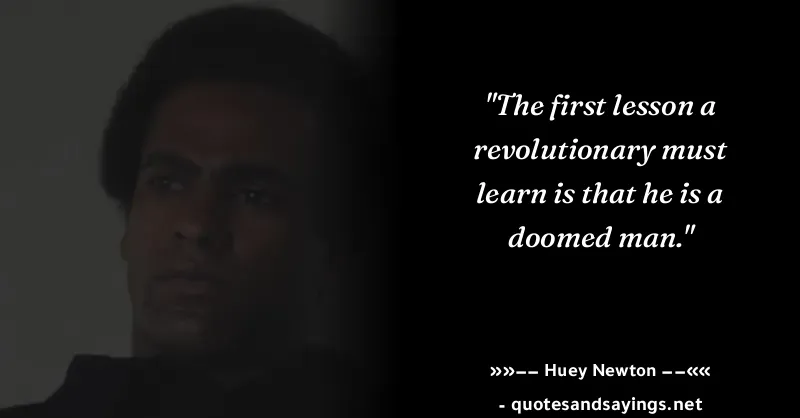 "The first lesson a
revolutionary must
learn is that he is a
doomed man."
»»−− Huey Newton −−««
- quotesandsayings.net